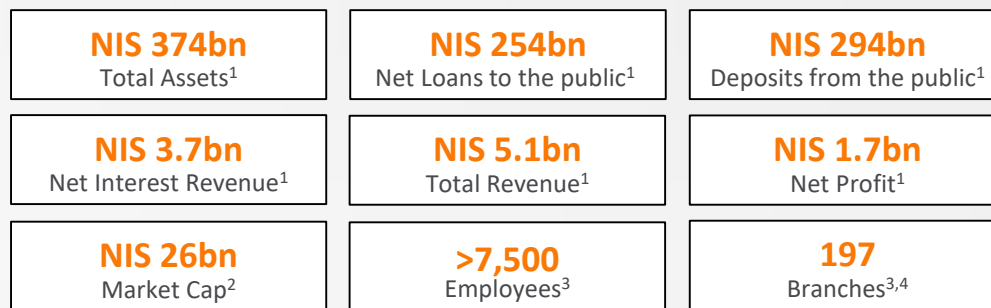 NIS 374bn
Total Assets1
NIS 254bn
Net Loans to the public1
NIS 294bn
Deposits from the public1
NIS 3.7bn
Net Interest Revenue1
NIS 5.1bn
Total Revenue1
NIS 1.7bn
Net Profit1
NIS 26bn
Market Cap2
>7,500
Employees3
197
Branches3,4